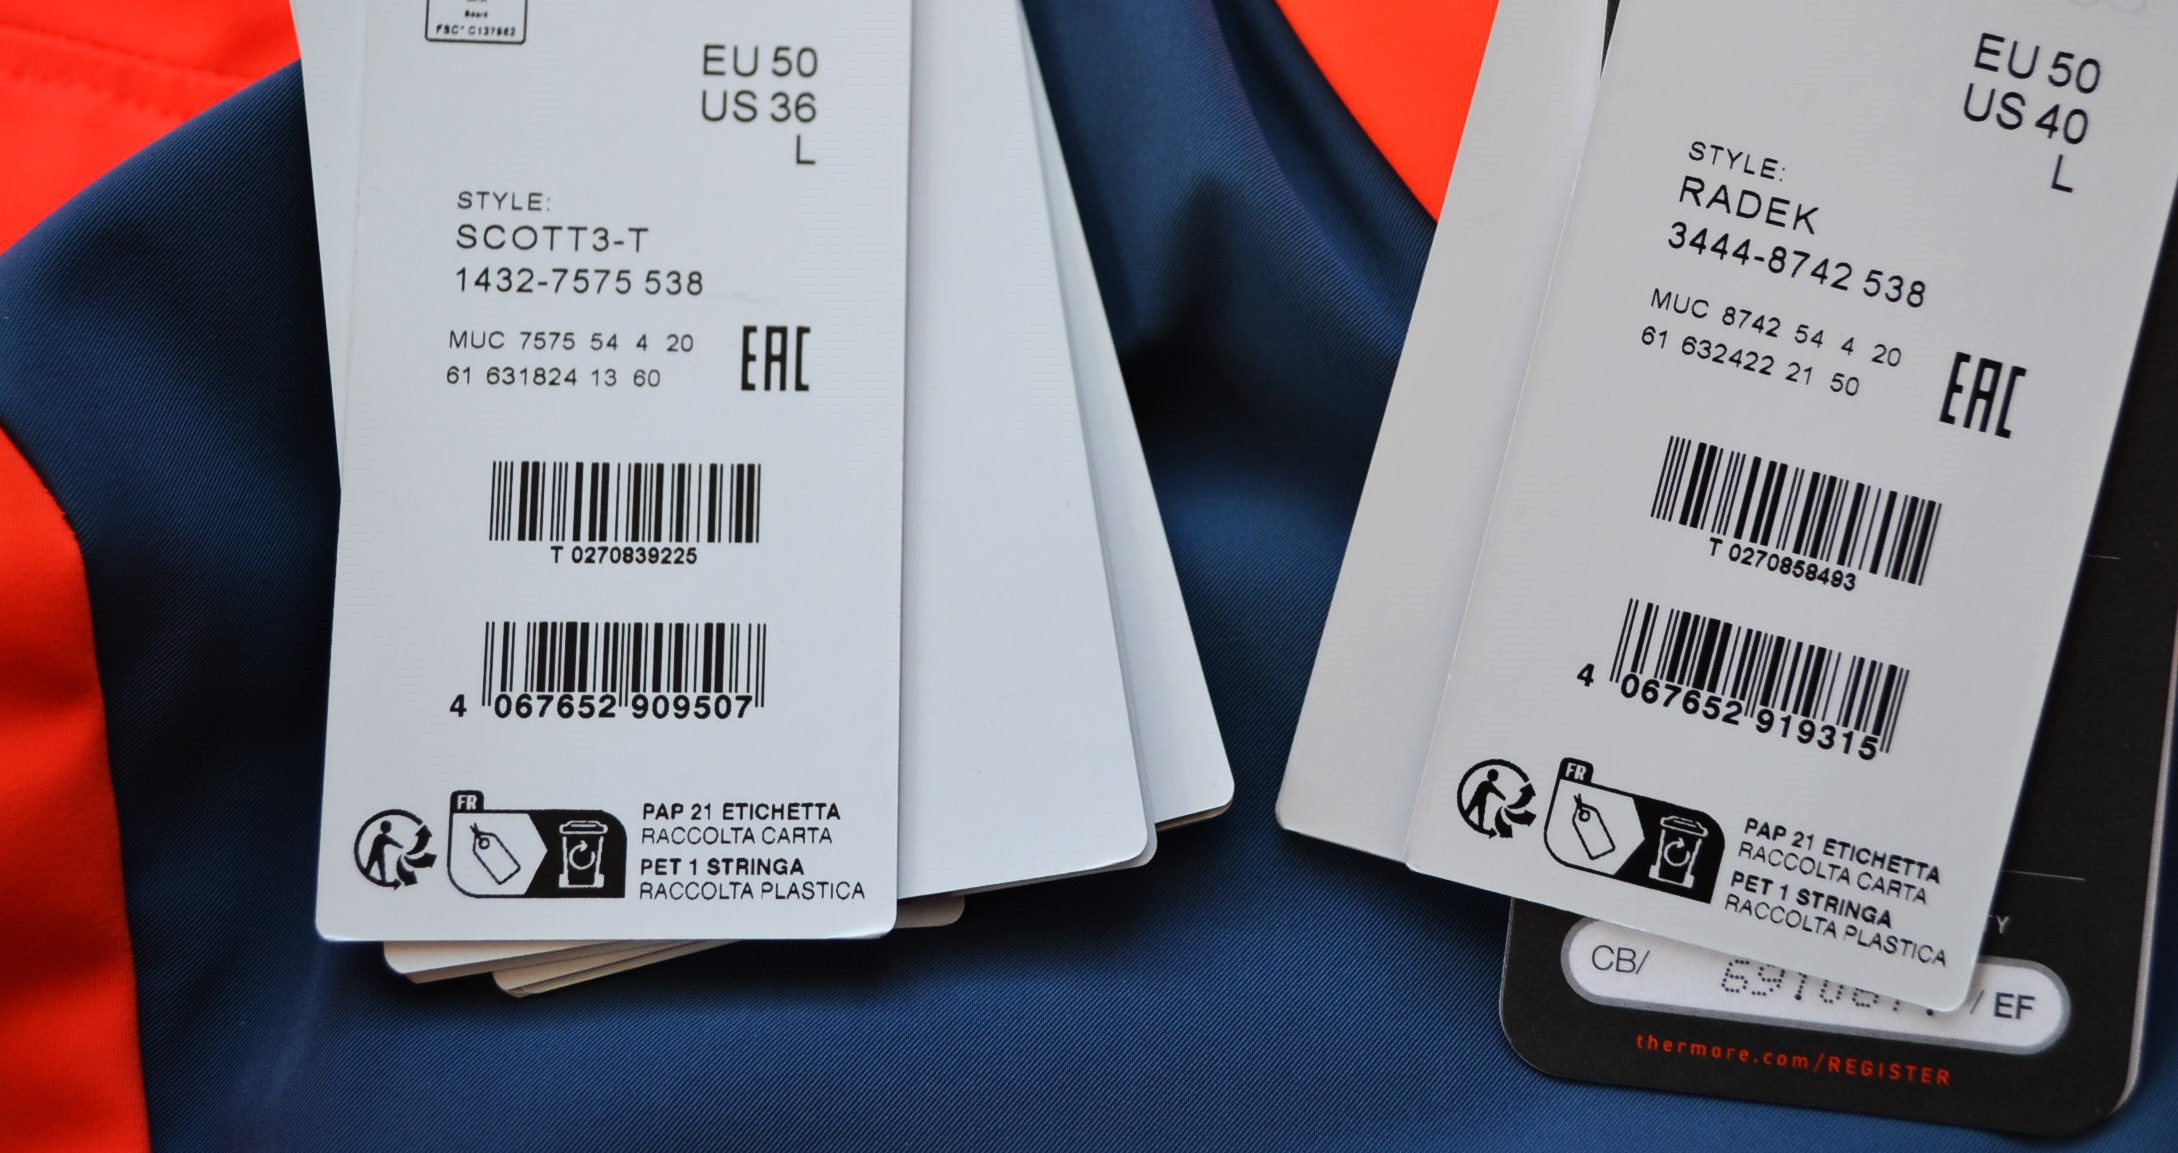 Board
FSC® C137882
EU 50
US 36
L
STYLE:
SCOTT3-T
1432-7575 538
MUC 7575 54 4 20
61 631824 13 60
EAC
T 0270839225
4 067652 909507
FR
PAP 21 ETICHETTA
RACCOLTA CARTA
PET 1 STRINGA
RACCOLTA PLASTICA
EU 50
US 40
L
STYLE:
RADEK
3444-8742 538
MUC 8742 54 4 20
61 632422 21 50
EAC
T 0270858493
4 067652 919315
FR
PAP 21 ETICHETTA
RACCOLTA CARTA
PET 1 STRINGA
RACCOLTA PLASTICA
Y
CB/ / EF
thermore.com/REGISTER